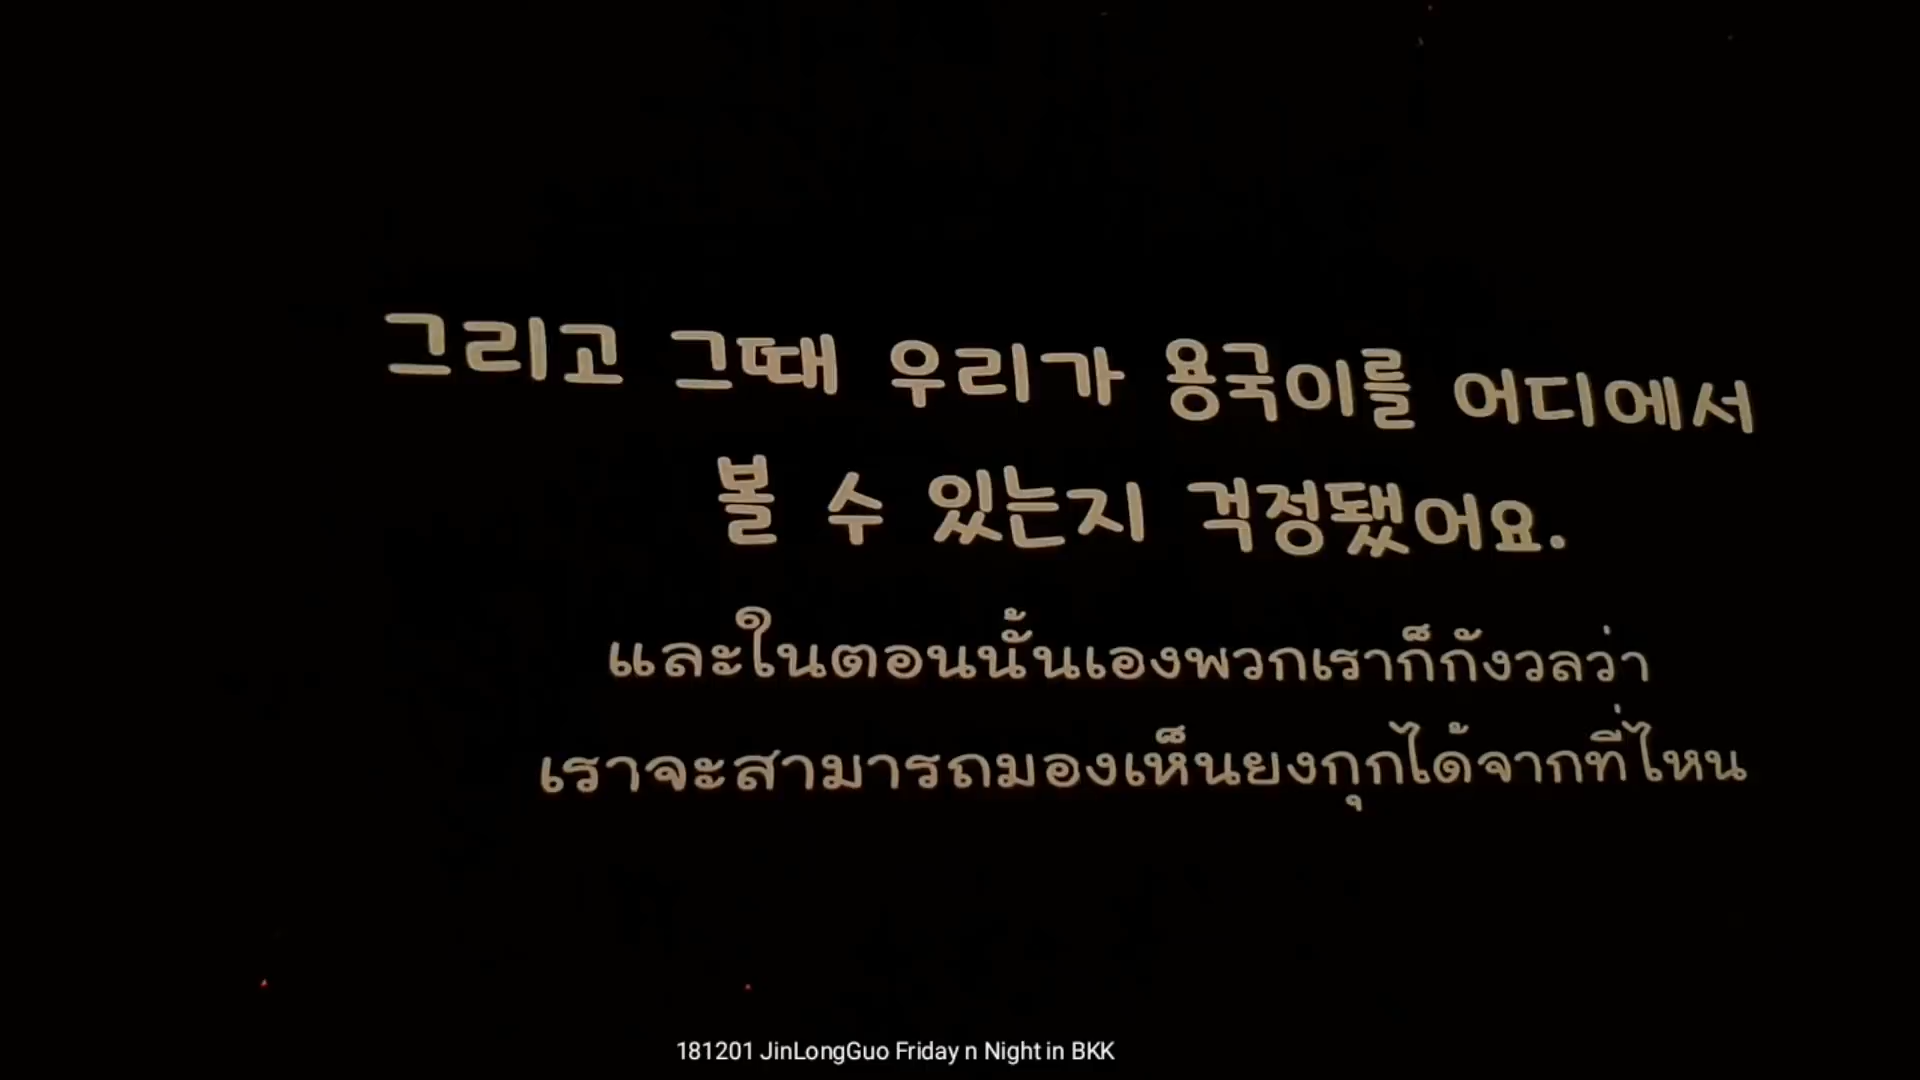 그리고 그때 우리가 용국이를 어디에서
볼 수 있는지 걱정됐어요.
และในตอนนั้นเองพวกเราก็กังวลว่า
เราจะสามารถมองเห็นยงกุกได้จากที่ไหน
181201 JinLongGuo Friday n Night in BKK